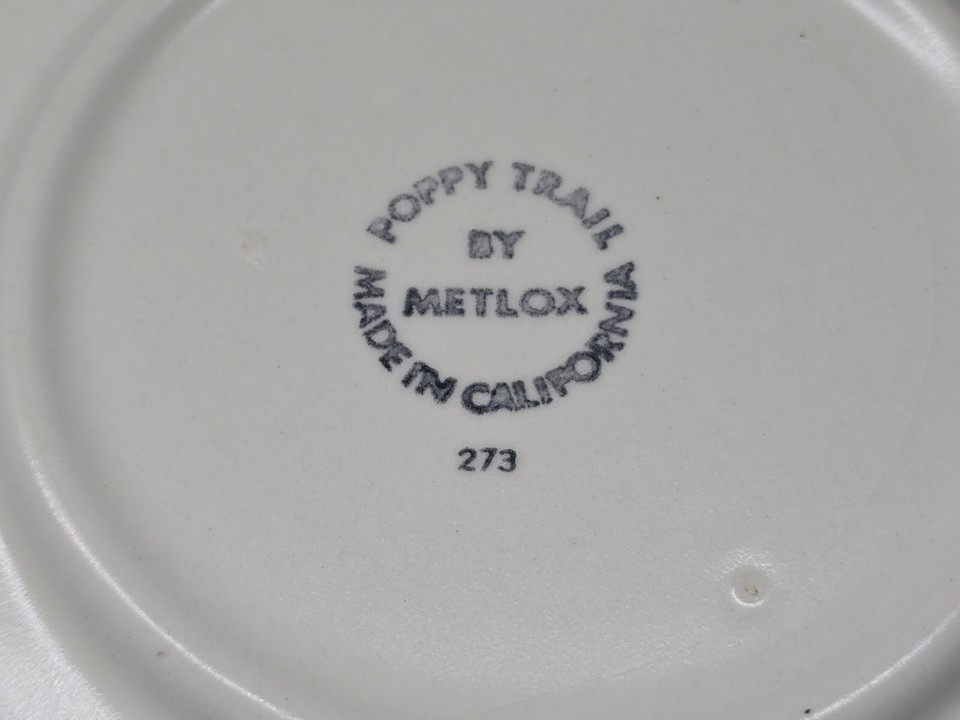 POPPY TRAIL
BY
METLOX
MADE IN CALIFORNIA
273